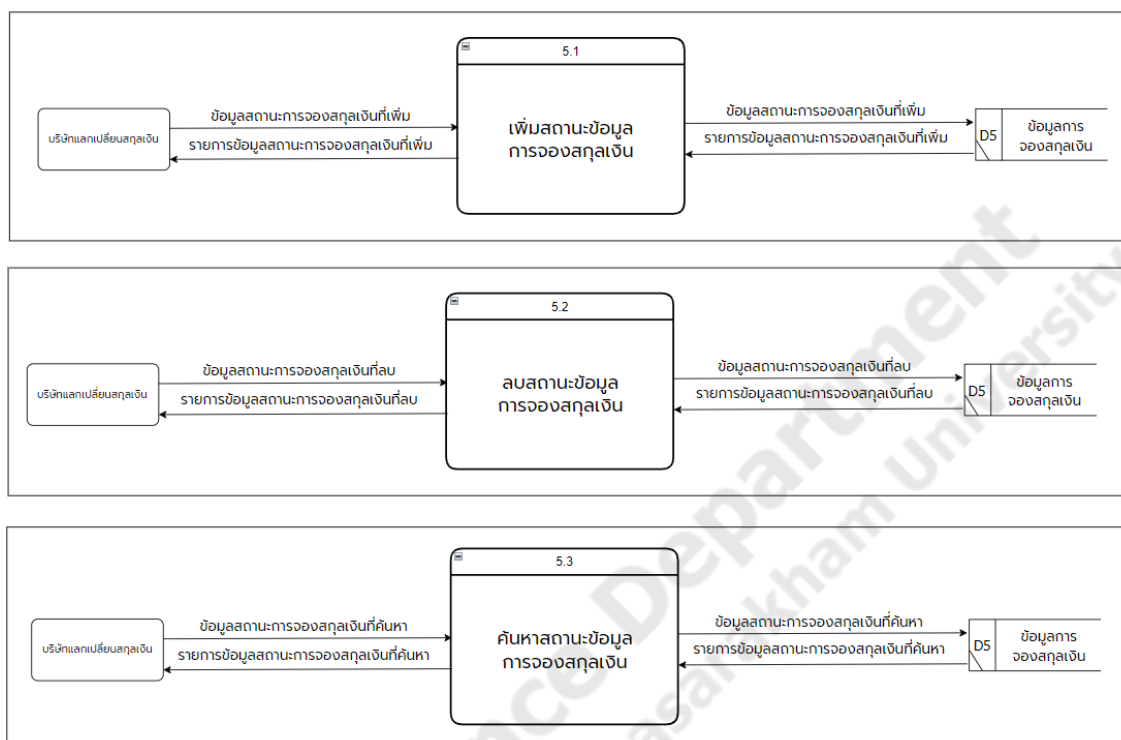 5.1
บริษัทแลกเปลี่ยนสกุลเงิน
ข้อมูลสถานะการจองสกุลเงินที่เพิ่ม
รายการข้อมูลสถานะการจองสกุลเงินที่เพิ่ม
เพิ่มสถานะข้อมูล
การจองสกุลเงิน
ข้อมูลสถานะการจองสกุลเงินที่เพิ่ม
รายการข้อมูลสถานะการจองสกุลเงินที่เพิ่ม
D5
ข้อมูลการ
จองสกุลเงิน
5.2
บริษัทแลกเปลี่ยนสกุลเงิน
ข้อมูลสถานะการจองสกุลเงินที่ลบ
รายการข้อมูลสถานะการจองสกุลเงินที่ลบ
ลบสถานะข้อมูล
การจองสกุลเงิน
ข้อมูลสถานะการจองสกุลเงินที่ลบ
รายการข้อมูลสถานะการจองสกุลเงินที่ลบ
D5
ข้อมูลการ
จองสกุลเงิน
5.3
บริษัทแลกเปลี่ยนสกุลเงิน
ข้อมูลสถานะการจองสกุลเงินที่ค้นหา
รายการข้อมูลสถานะการจองสกุลเงินที่ค้นหา
ค้นหาสถานะข้อมูล
การจองสกุลเงิน
ข้อมูลสถานะการจองสกุลเงินที่ค้นหา
รายการข้อมูลสถานะการจองสกุลเงินที่ค้นหา
D5
ข้อมูลการ
จองสกุลเงิน
Department
University